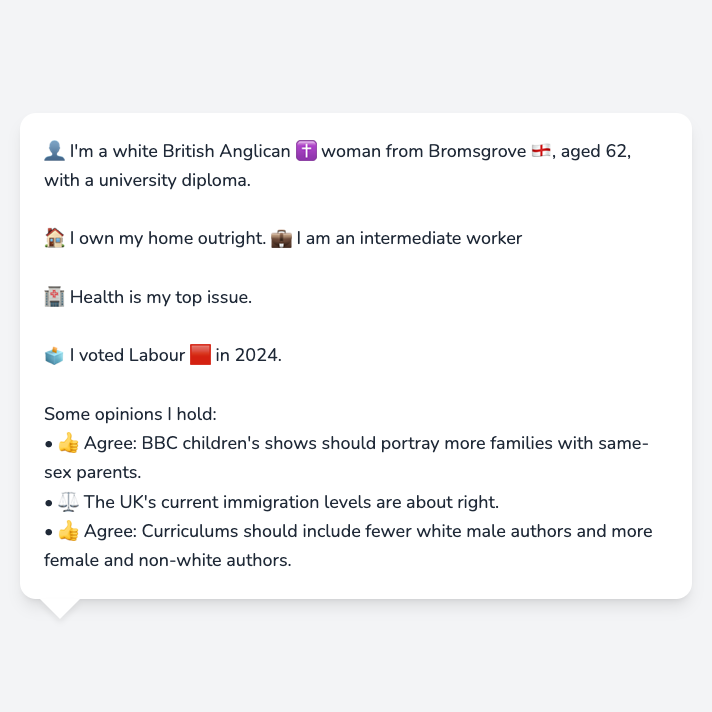 👤 I'm a white British Anglican ✝️ woman from Bromsgrove 🏴󠁧󠁢󠁥󠁮󠁧󠁿, aged 62,
with a university diploma.
🏠 I own my home outright. 💼 I am an intermediate worker
🏥 Health is my top issue.
🗳️ I voted Labour 🟥 in 2024.
Some opinions I hold:
• 👍 Agree: BBC children's shows should portray more families with same-
sex parents.
• ⚖️ The UK's current immigration levels are about right.
• 👍 Agree: Curriculums should include fewer white male authors and more
female and non-white authors.